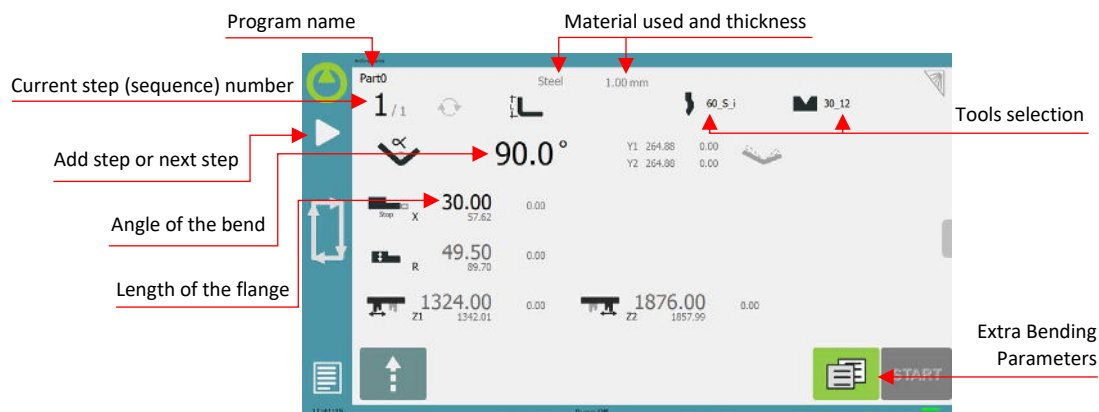 Program name
Material used and thickness
Current step (sequence) number
Part0
Steel
1.00 mm
1/1
60_S_i
30_12
Tools selection
Add step or next step
90.0°
Y1 264.88 0.00
Y2 264.88 0.00
Angle of the bend
Stop X 30.00 0.00
57.62
Length of the flange
R 49.50 0.00
89.70
Z1 1324.00 0.00
1342.01
Z2 1876.00 0.00
1857.99
Extra Bending
Parameters
START